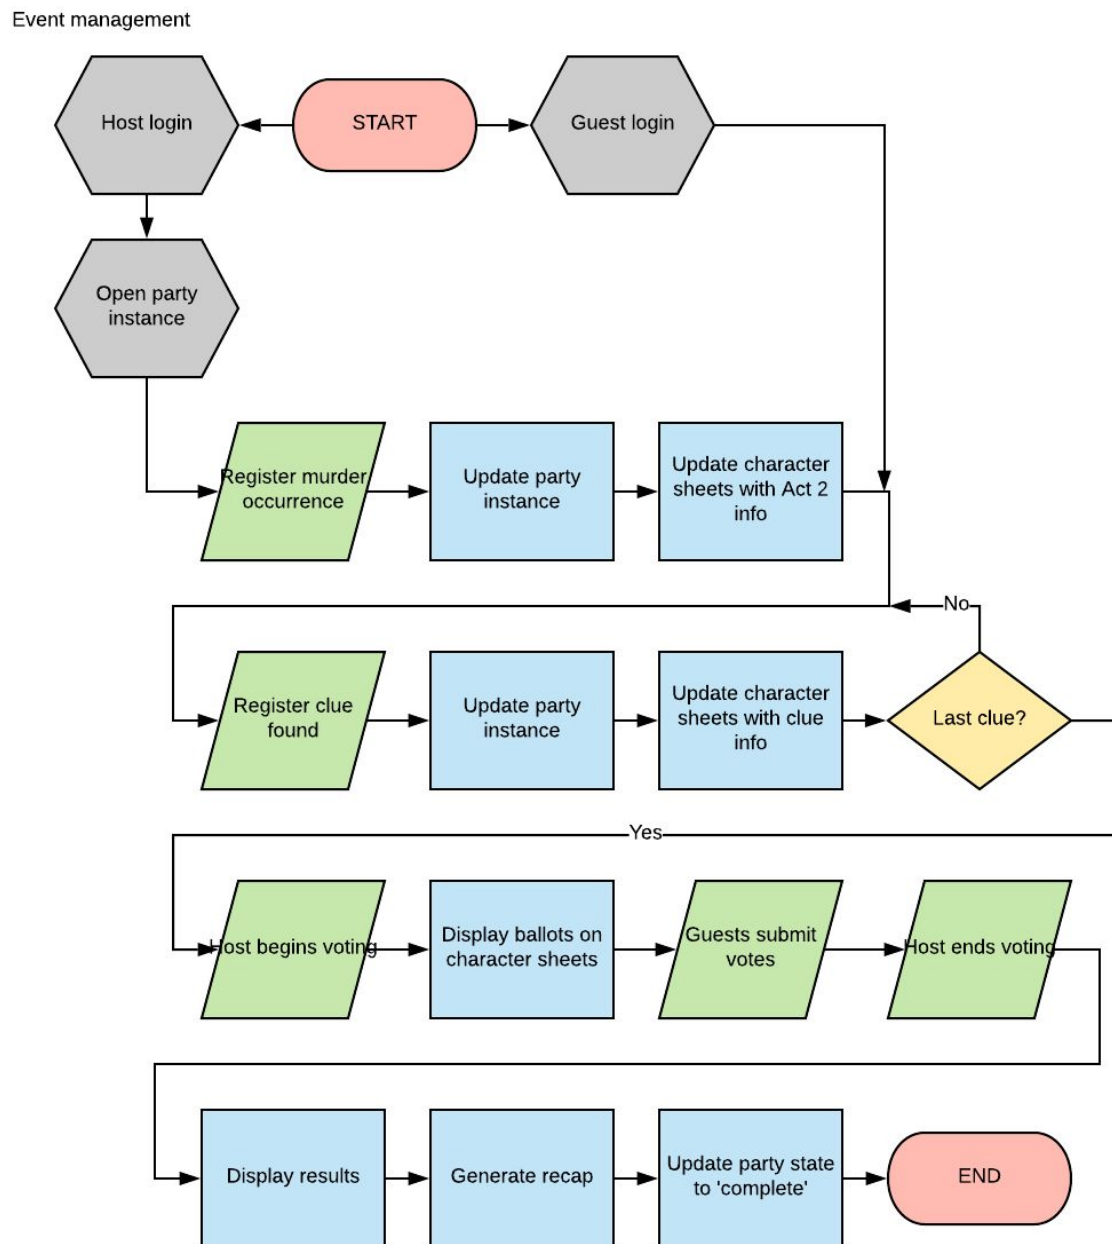 Event management
Host login
START
Guest login
Open party
instance
Register murder
occurrence
Update party
instance
Update character
sheets with Act 2
info
No
Register clue
found
Update party
instance
Update character
sheets with clue
info
Last clue?
Yes
Host begins voting
Display ballots on
character sheets
Guests submit
votes
Host ends voting
Display results
Generate recap
Update party state
to 'complete'
END